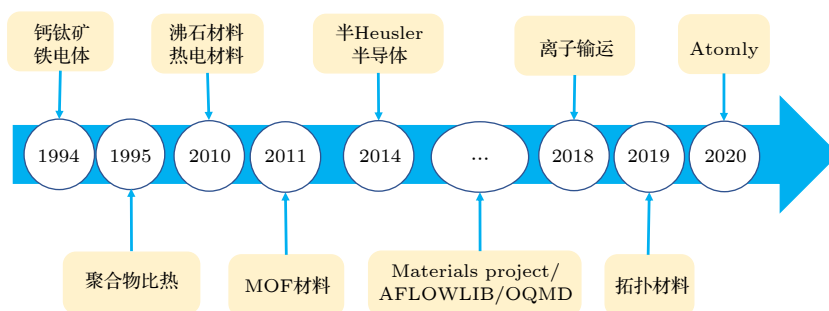 钙钛矿
铁电体
沸石材料
热电材料
半Heusler
半导体
离子输运
Atomly
1994
1995
2010
2011
2014
...
2018
2019
2020
聚合物比热
MOF材料
Materials project/
AFLOWLIB/OQMD
拓扑材料